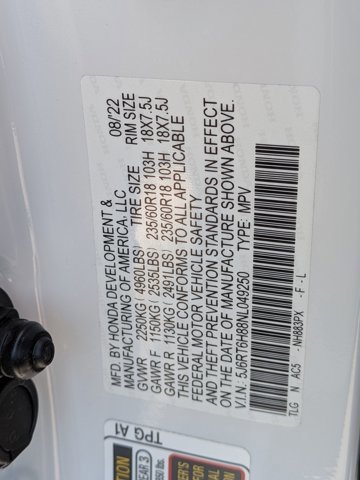 MFD. BY HONDA DEVELOPMENT &
MANUFACTURING OF AMERICA, LLC 08/'22
TIRE SIZE RIM SIZE
GVWR 2250KG ( 4960LBS)
GAWR F 1150KG ( 2535LBS) 235/60R18 103H 18X7.5J
GAWR R 1130KG ( 2491LBS) 235/60R18 103H 18X7.5J
THIS VEHICLE CONFORMS TO ALL APPLICABLE
FEDERAL MOTOR VEHICLE SAFETY
AND THEFT PREVENTION STANDARDS IN EFFECT
ON THE DATE OF MANUFACTURE SHOWN ABOVE.
V.I.N: 5J6RT6H88NL049250 TYPE: MPV
TLG N AC5 - NH883PX - F - L
TPG A1